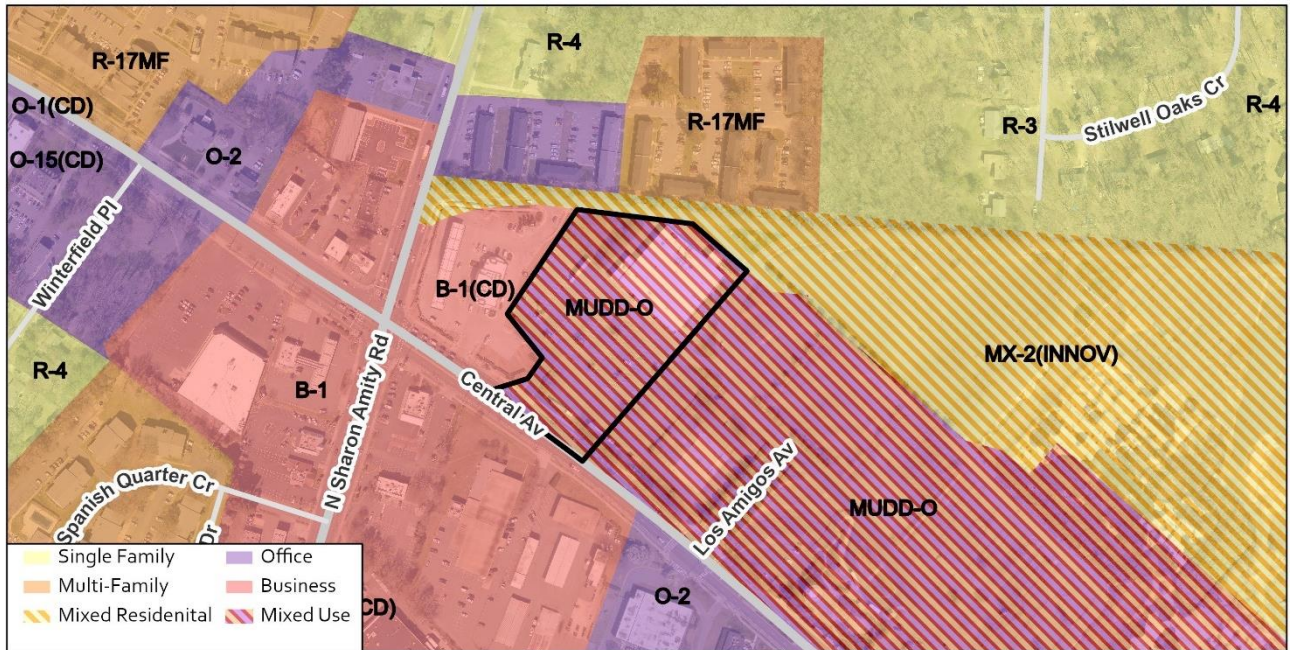 R-17MF
R-4
O-1(CD)
R-17MF
R-3
Stilwell Oaks Cr
R-4
O-15(CD)
O-2
Winterfield Pl
B-1(CD)
MUDD-O
MX-2(INNOV)
R-4
B-1
N Sharon Amity Rd
Central Av
Spanish Quarter Cr
Dr
Los Amigos Av
MUDD-O
O-2
CD)
Single Family
Office
Multi-Family
Business
Mixed Residenital
Mixed Use